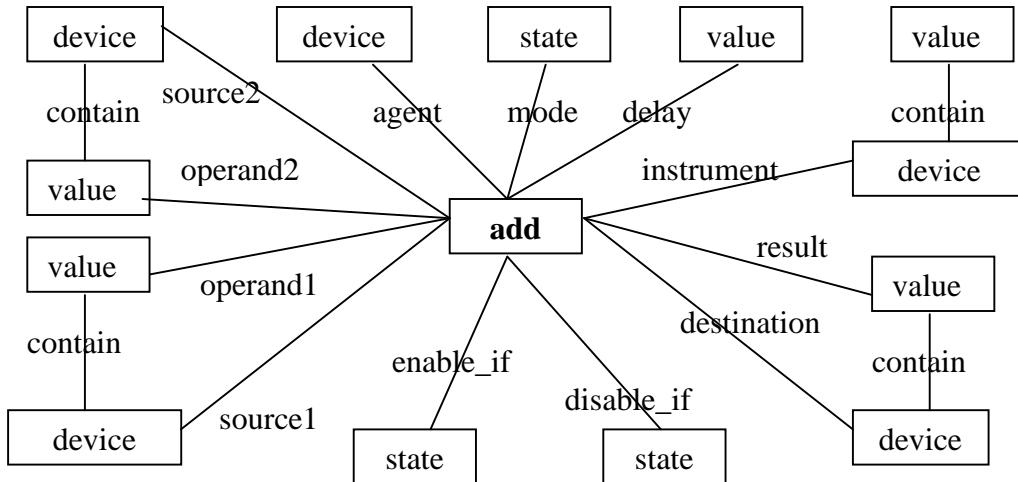 device
device
state
value
value
source2
contain
agent
mode
delay
contain
operand2
instrument
device
value
add
value
result
operand1
value
contain
destination
enable_if
contain
disable_if
source1
device
device
state
state